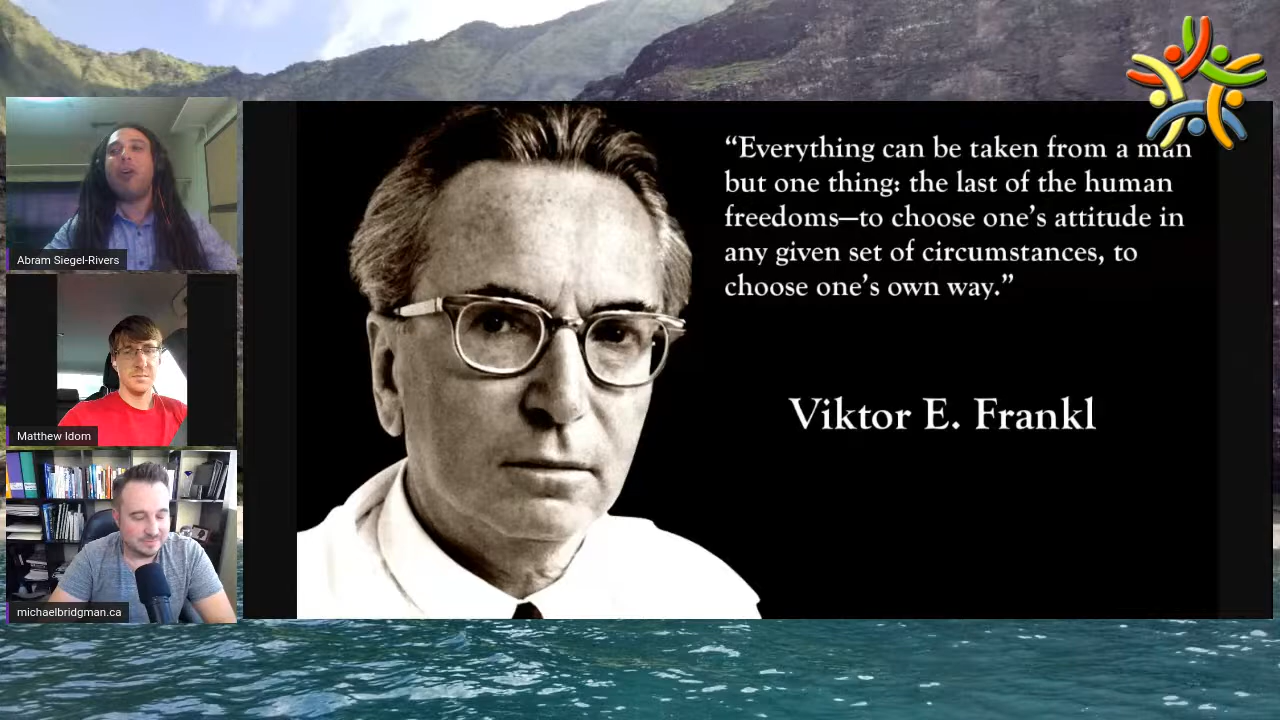 Abram Siegel-Rivers
Matthew Idom
michaelbridgman.ca
“Everything can be taken from a man
but one thing: the last of the human
freedoms—to choose one’s attitude in
any given set of circumstances, to
choose one’s own way.”
Viktor E. Frankl